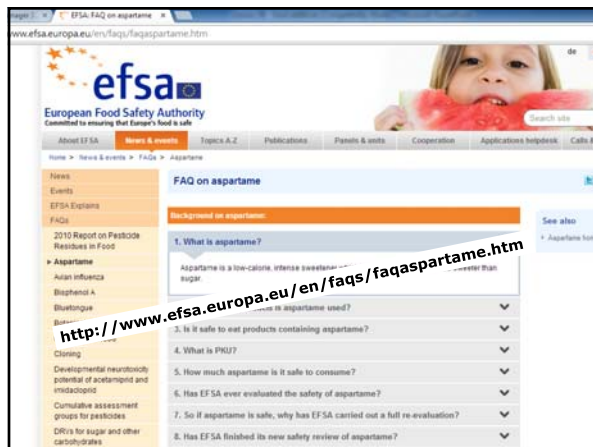 EFSA: FAQ on aspartame
www.efsa.europa.eu/en/faqs/faqaspartame.htm
de
efsa
European Food Safety Authority
Committed to ensuring that Europe's food is safe
Search site
About EFSA
News & events
Topics A-Z
Publications
Panels & units
Cooperation
Applications helpdesk
Calls
Home > News & events > FAQs > Aspartame
News
Events
EFSA Explains
FAQs
2010 Report on Pesticide
Residues in Food
Aspartame
Avian influenza
Bisphenol A
Bluetongue
Cloning
Developmental neurotoxicity
potential of acetamiprid and
imidacloprid
Cumulative assessment
groups for pesticides
DRVs for sugar and other
carbohydrates
FAQ on aspartame
Background on aspartame:
1. What is aspartame?
Aspartame is a low-calorie, intense sweetener
than
sugar.
is aspartame used?
3. Is it safe to eat products containing aspartame?
4. What is PKU?
5. How much aspartame is it safe to consume?
6. Has EFSA ever evaluated the safety of aspartame?
7. So if aspartame is safe, why has EFSA carried out a full re-evaluation?
8. Has EFSA finished its new safety review of aspartame?
See also
http://www.efsa.europa.eu/en/faqs/faqaspartame.htm